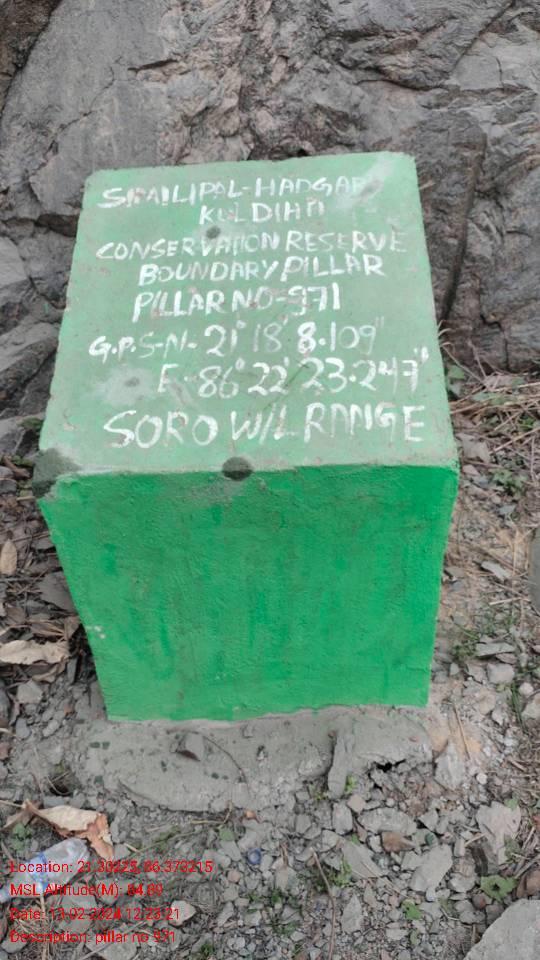 SIMILIPAL-HADGARH
KULDIHA
CONSERVATION RESERVE
BOUNDARY PILLAR
PILLAR NO-971
G.P.S-N- 21° 18' 8.109"
E-86° 22' 23.247"
SORO W/L RANGE
Location: 21.30225, 86.373215
MSL Altitude(M): 84.89
Date: 13-02-2024 12:23:21
Description: pillar no 971